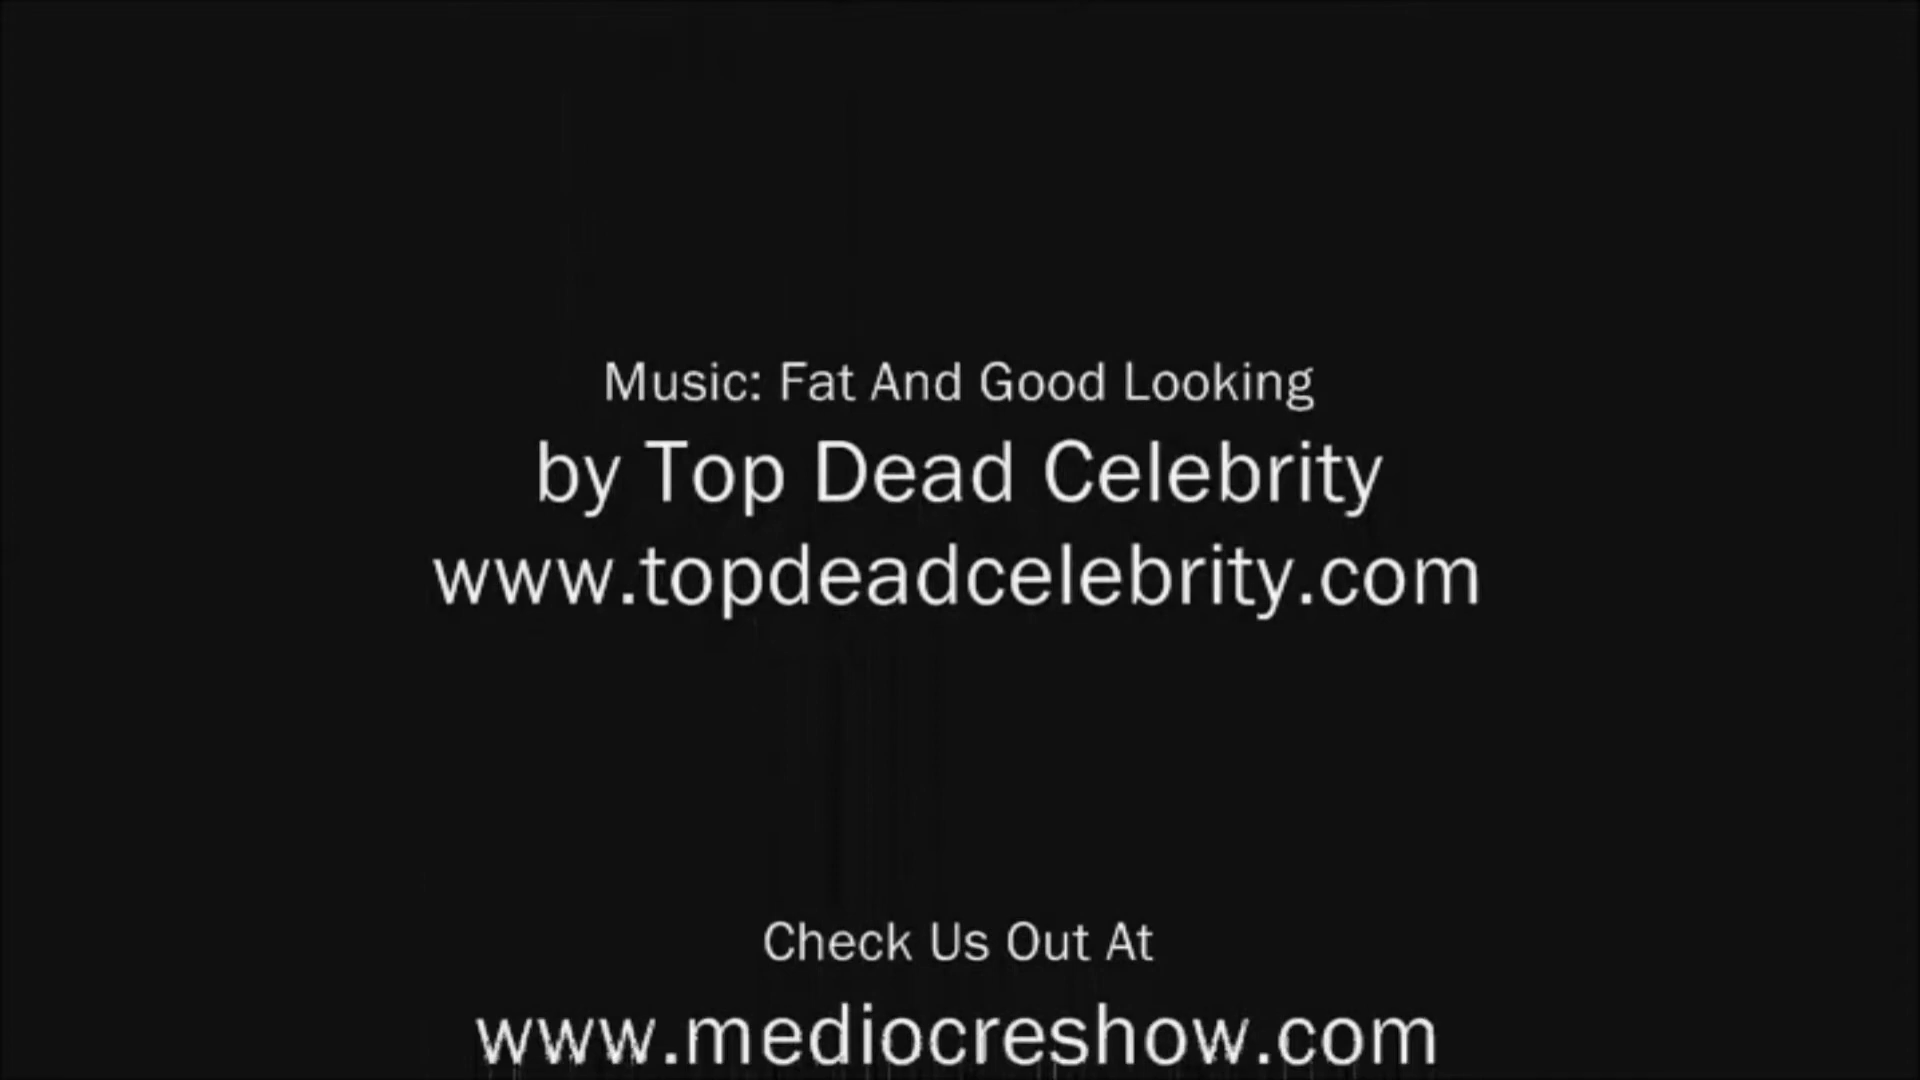 Music: Fat And Good Looking
by Top Dead Celebrity
www.topdeadcelebrity.com
Check Us Out At
www.mediocreshow.com